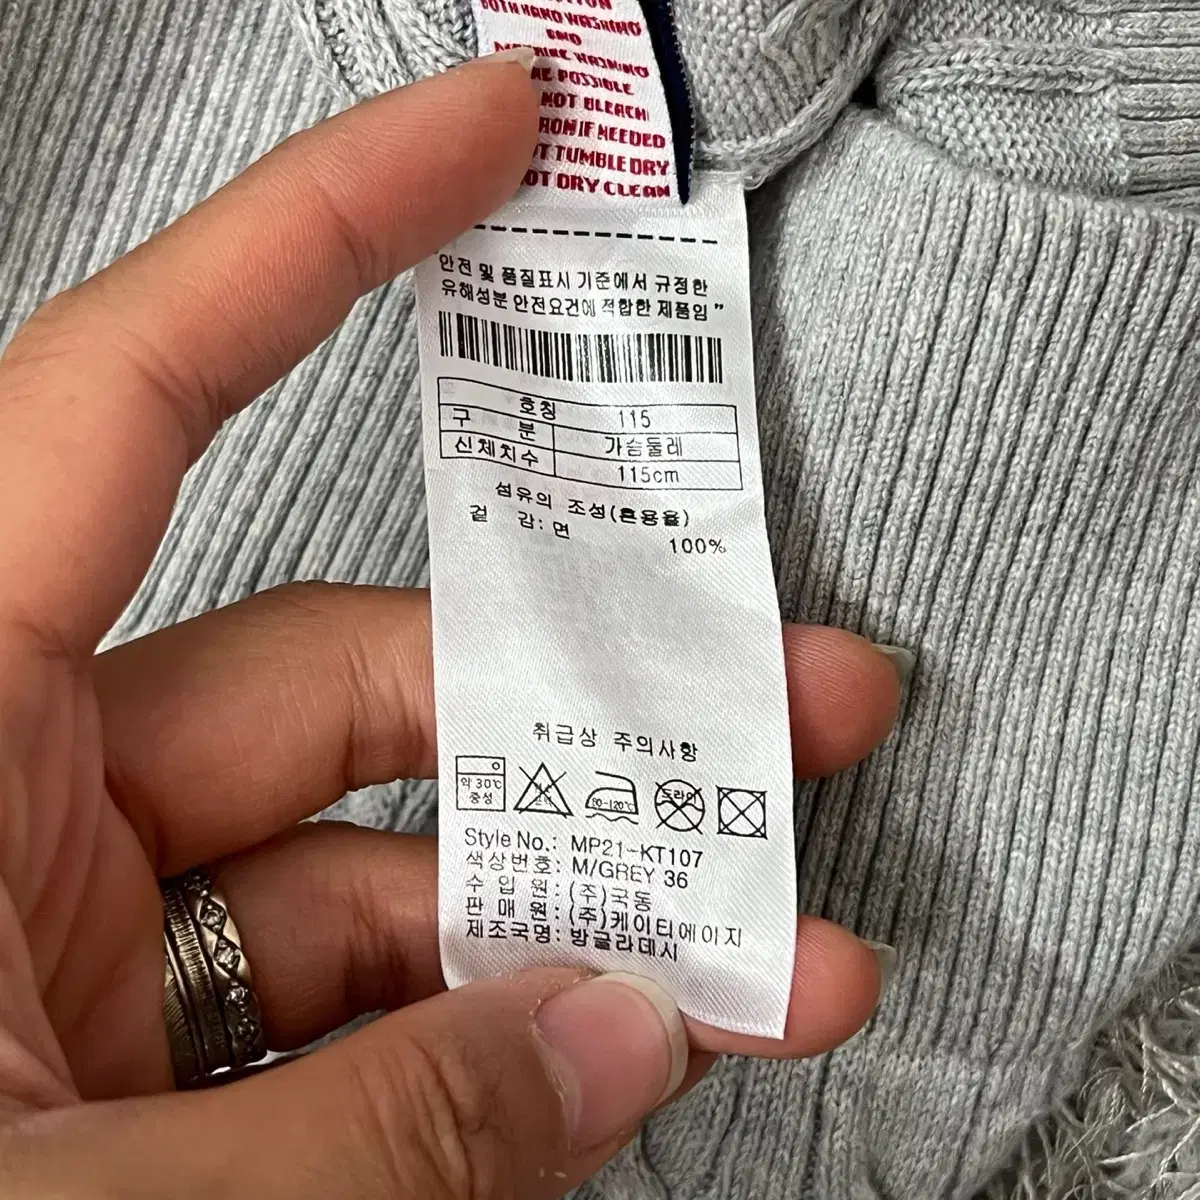 BOTH HAND WASHING
AND
WASHING
POSSIBLE
NOT BLEACH
IF NEEDED
TUMBLE DRY
DRY CLEAN
안전 및 품질표시 기준에서 규정한
유해성분 안전요건에 적합한 제품임 ”
호칭 115
구 분 가슴둘레
신체치수 115cm
섬유의 조성(혼용율)
겉 감: 면 100%
취급상 주의사항
약 30℃
중성
80-120℃
드라이
Style No.: MP21-KT107
색상번호: M/GREY 36
수 입 원: (주)국동
판 매 원: (주)케이티에이지
제조국명: 방글라데시